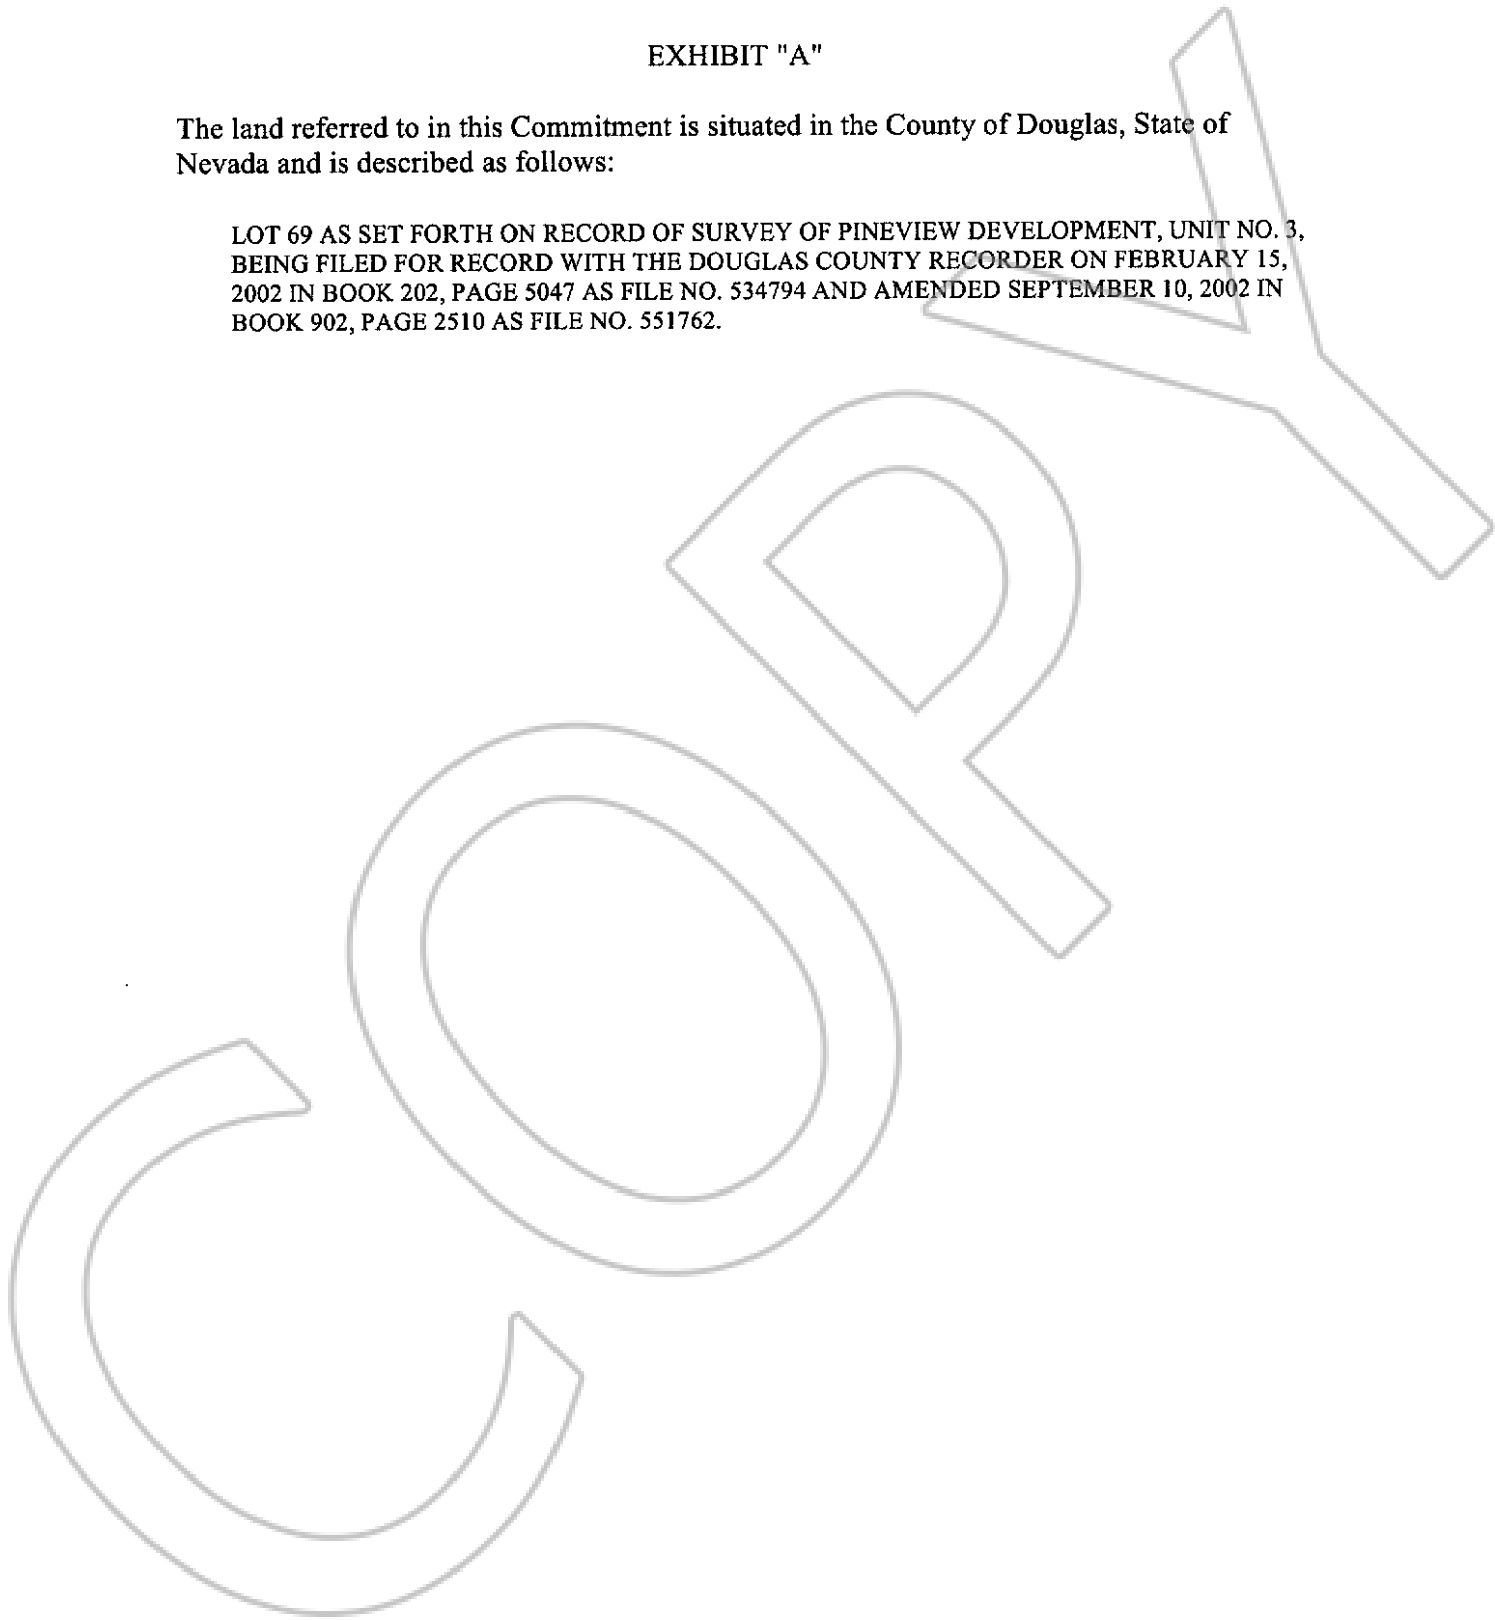 EXHIBIT "A"
The land referred to in this Commitment is situated in the County of Douglas, State of
Nevada and is described as follows:
LOT 69 AS SET FORTH ON RECORD OF SURVEY OF PINEVIEW DEVELOPMENT, UNIT NO. 3,
BEING FILED FOR RECORD WITH THE DOUGLAS COUNTY RECORDER ON FEBRUARY 15,
2002 IN BOOK 202, PAGE 5047 AS FILE NO. 534794 AND AMENDED SEPTEMBER 10, 2002 IN
BOOK 902, PAGE 2510 AS FILE NO. 551762.
COPY